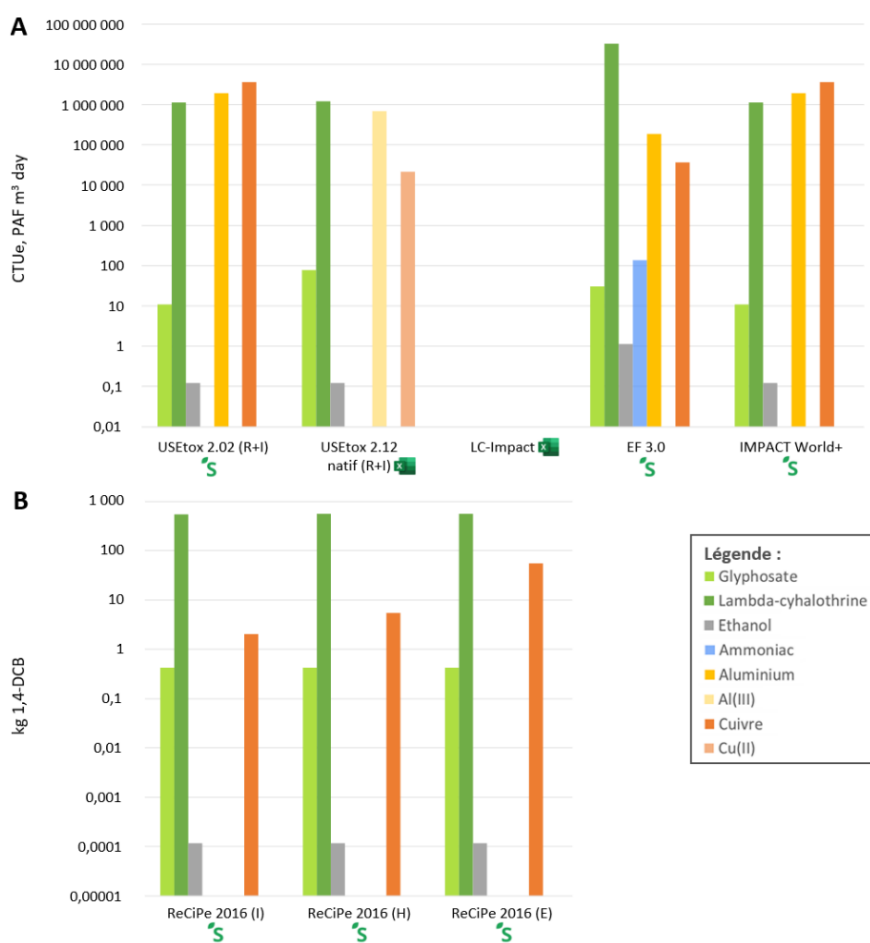 A
100 000 000
10 000 000
1 000 000
100 000
10 000
1 000
100
10
1
0,1
0,01
CTUe, PAF m³ day
USEtox 2.02 (R+I)
USEtox 2.12
natif (R+I)
LC-Impact
EF 3.0
IMPACT World+
B
1 000
100
10
1
0,1
0,01
0,001
0,0001
0,00001
kg 1,4-DCB
ReCiPe 2016 (I)
ReCiPe 2016 (H)
ReCiPe 2016 (E)
Légende :
Glyphosate
Lambda-cyhalothrine
Ethanol
Ammoniac
Aluminium
Al(III)
Cuivre
Cu(II)